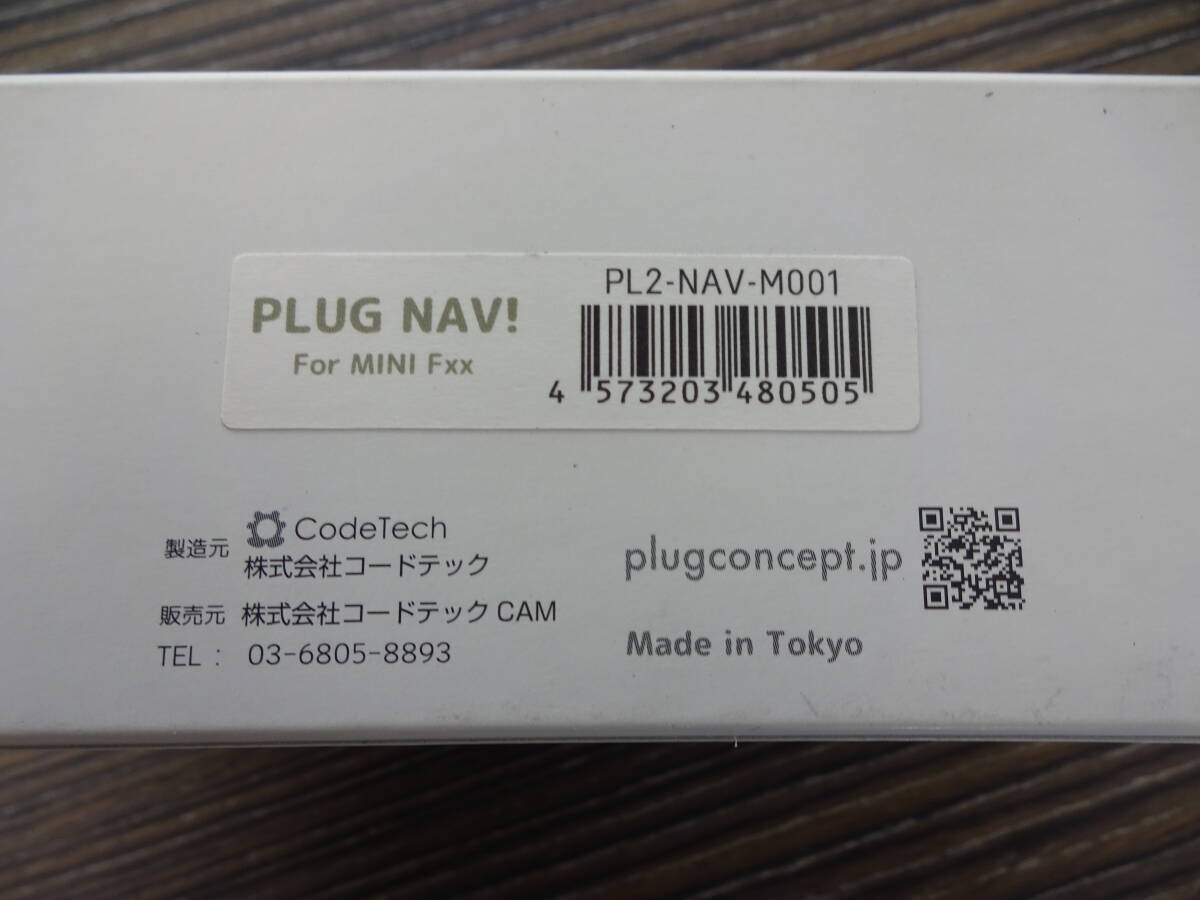 PLUG NAV!
For MINI Fxx
PL2-NAV-M001
4 573203 480505
製造元 CodeTech
株式会社コードテック
販売元 株式会社コードテック CAM
TEL : 03-6805-8893
plugconcept.jp
Made in Tokyo